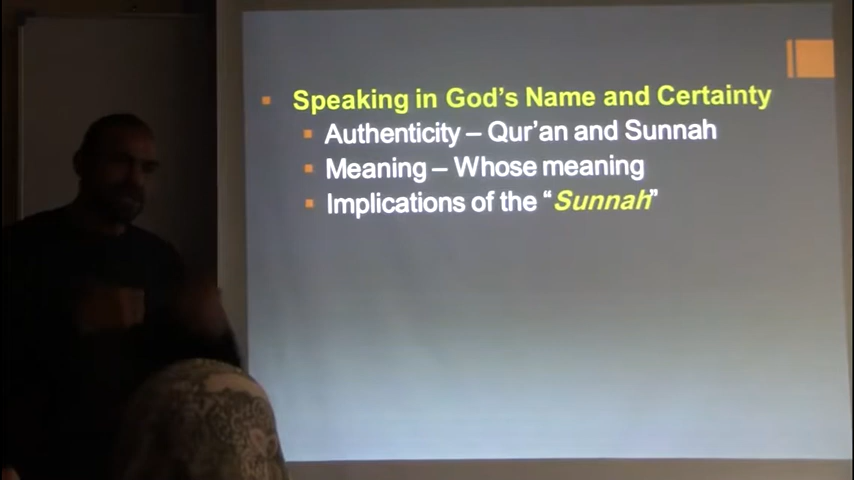 Speaking in God's Name and Certainty
Authenticity – Qur'an and Sunnah
Meaning – Whose meaning
Implications of the “Sunnah”